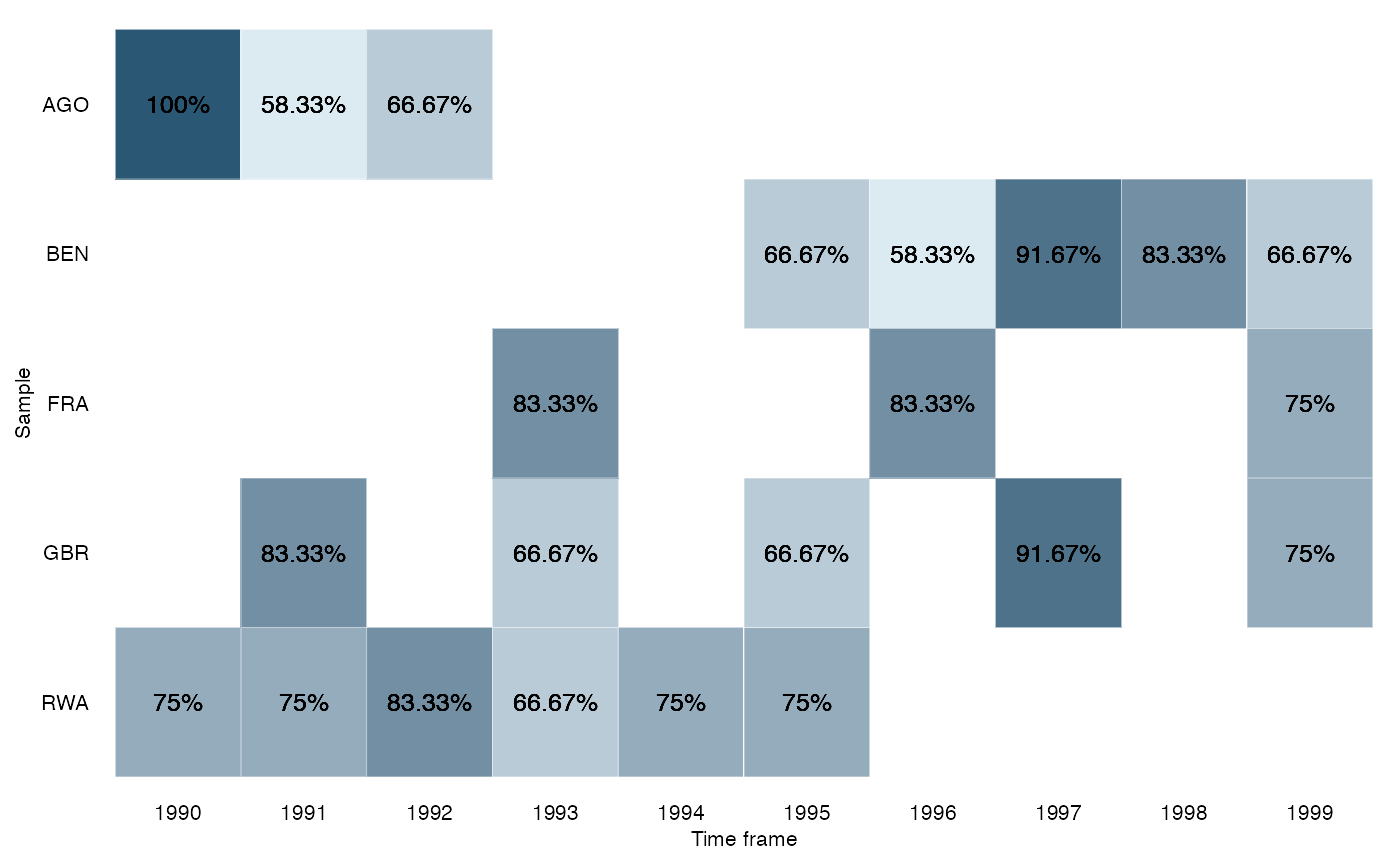 AGO 100% 58.33% 66.67%
BEN 66.67% 58.33% 91.67% 83.33% 66.67%
Sample
FRA 83.33% 83.33% 75%
GBR 83.33% 66.67% 66.67% 91.67% 75%
RWA 75% 75% 83.33% 66.67% 75% 75%
1990 1991 1992 1993 1994 1995 1996 1997 1998 1999
Time frame